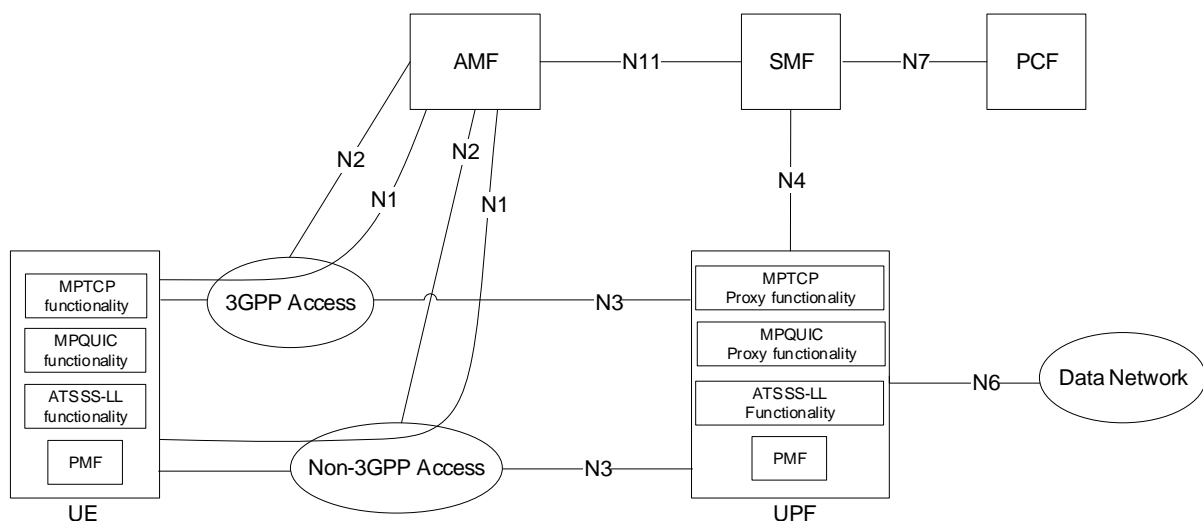 AMF
N11
SMF
N7
PCF
N2
N2
N1
N1
N4
MPTCP
functionality
MPQUIC
functionality
ATSSS-LL
functionality
PMF
UE
3GPP Access
N3
Non-3GPP Access
N3
MPTCP
Proxy functionality
MPQUIC
Proxy functionality
ATSSS-LL
Functionality
PMF
UPF
N6
Data Network